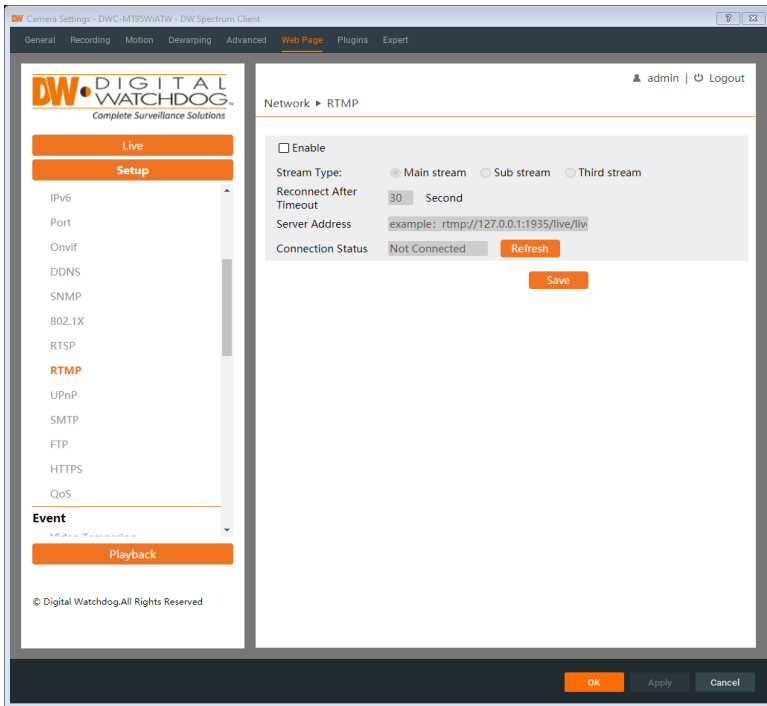 DW Camera Settings - DWC-MT95WiATW - DW Spectrum Client
General Recording Motion Dewarping Advanced Web Page Plugins Expert
DW DIGITAL
WATCHDOG
Complete Surveillance Solutions
admin | Logout
Network ▸ RTMP
Live
Setup
IPv6
Port
Onvif
DDNS
SNMP
802.1X
RTSP
RTMP
UPnP
SMTP
FTP
HTTPS
QoS
Event
Video Tampering
Playback
© Digital Watchdog.All Rights Reserved
Enable
Stream Type: Main stream Sub stream Third stream
Reconnect After
Timeout
30 Second
Server Address example: rtmp://127.0.0.1:1935/live/liv
Connection Status Not Connected Refresh
Save
OK Apply Cancel